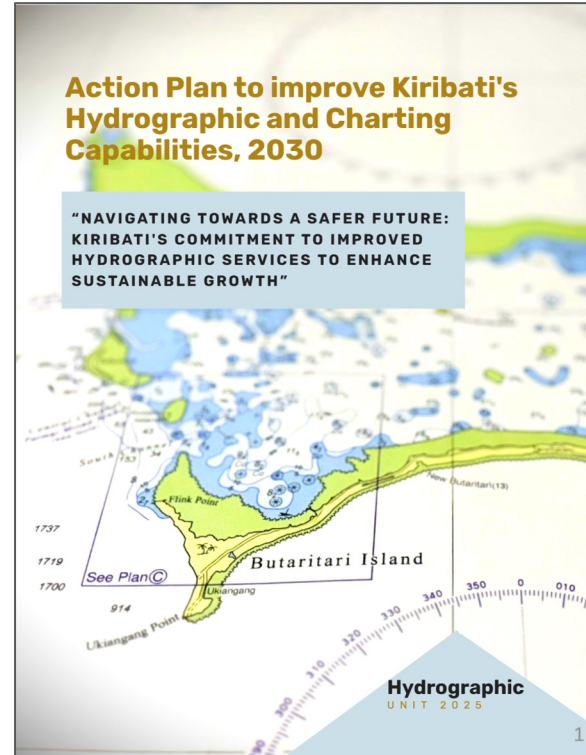 Action Plan to improve Kiribati's
Hydrographic and Charting
Capabilities, 2030
“NAVIGATING TOWARDS A SAFER FUTURE:
KIRIBATI'S COMMITMENT TO IMPROVED
HYDROGRAPHIC SERVICES TO ENHANCE
SUSTAINABLE GROWTH”
South
Flink Point
New Butaritari(13)
1737
Butaritari Island
1719
See Plan Ⓒ
1700
Ukiangang
914
Ukiangang Point
290
300
310
320
330
340
350
0
010
Hydrographic
UNIT 2025
1